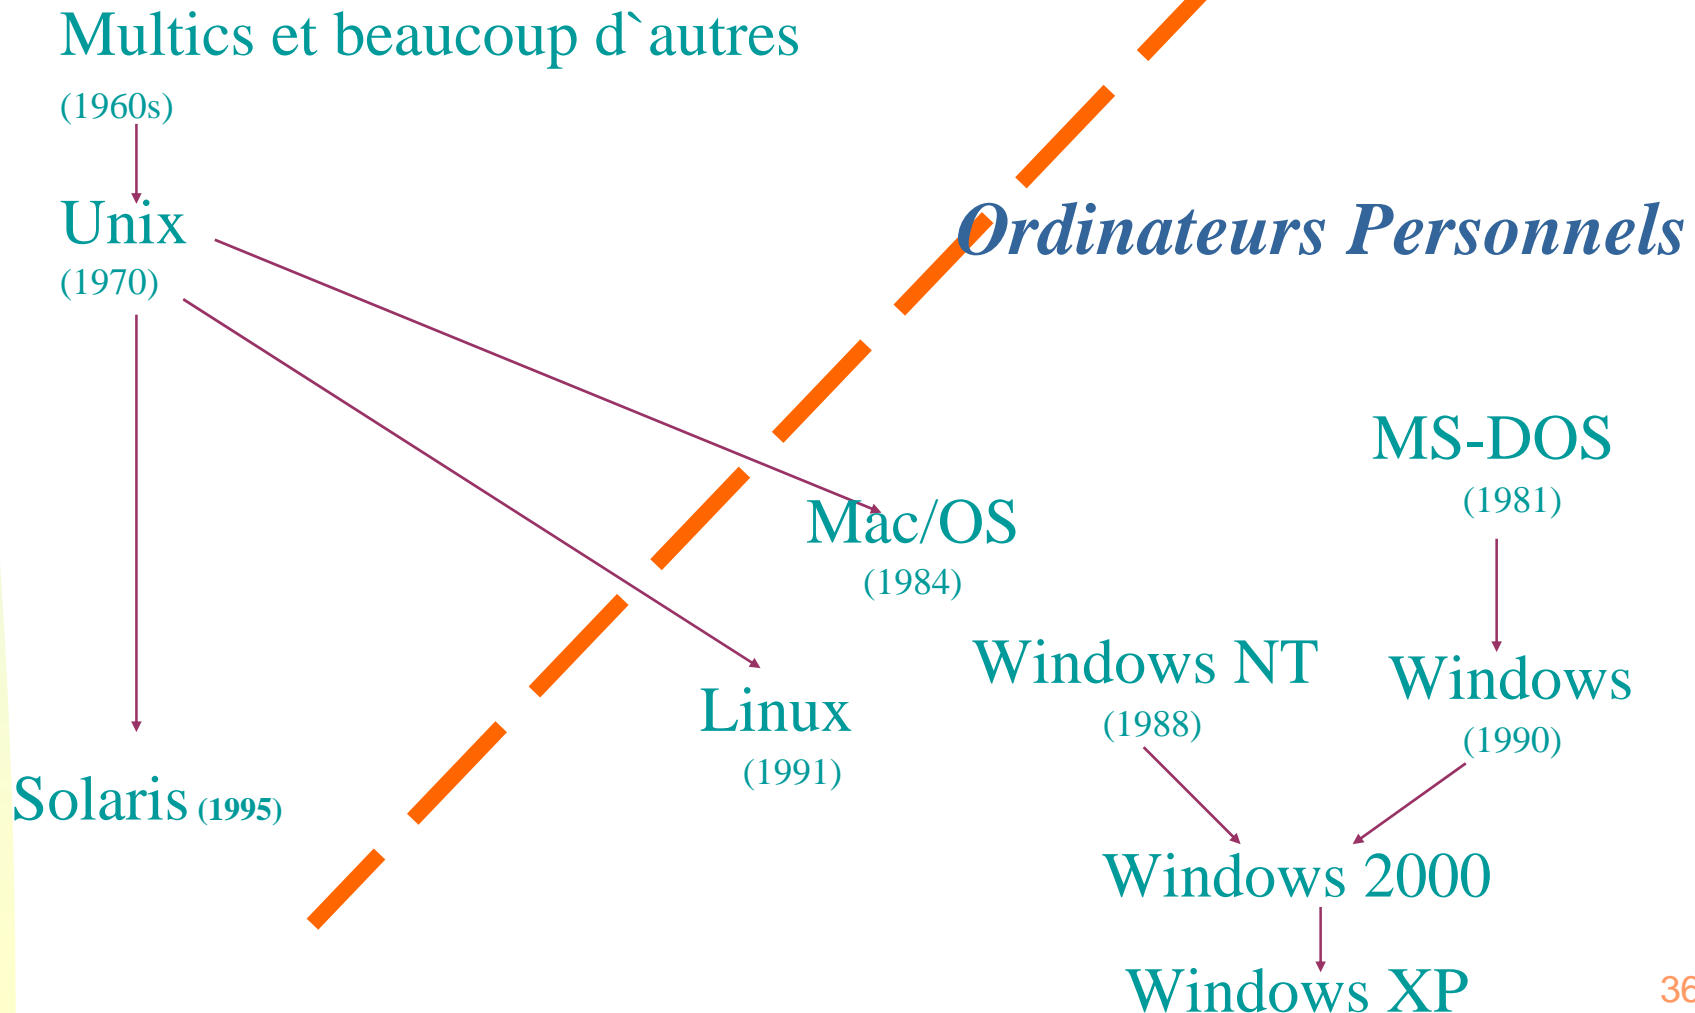 Multics et beaucoup d`autres
(1960s)
Unix
(1970)
Ordinateurs Personnels
MS-DOS
(1981)
Mac/OS
(1984)
Windows NT
(1988)
Windows
(1990)
Linux
(1991)
Solaris (1995)
Windows 2000
Windows XP
36